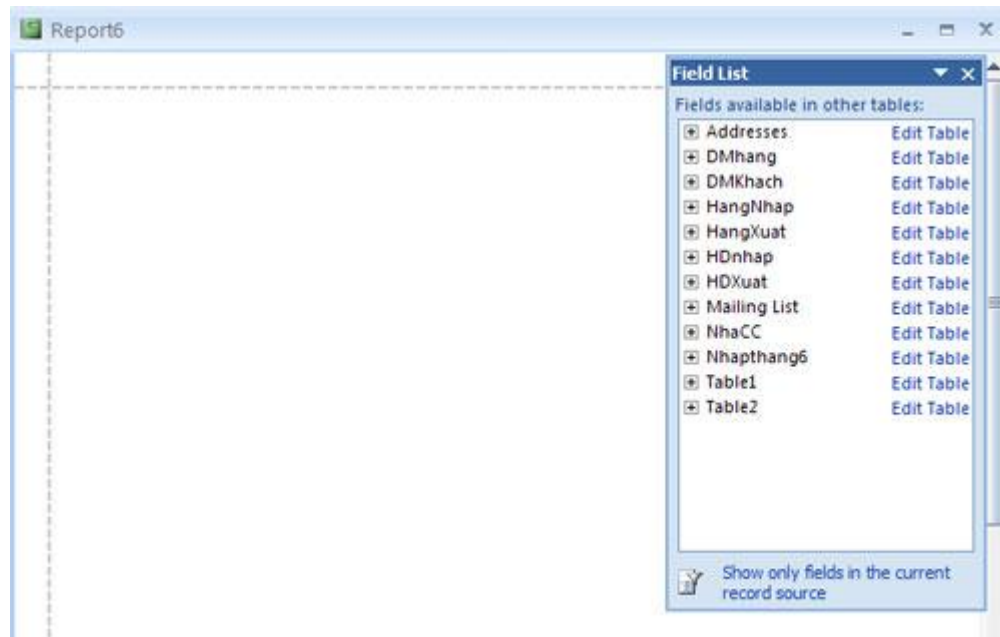 Report6
Field List
Fields available in other tables:
Addresses Edit Table
DMhang Edit Table
DMKhach Edit Table
HangNhap Edit Table
HangXuat Edit Table
HDnhap Edit Table
HDXuat Edit Table
Mailing List Edit Table
NhaCC Edit Table
Nhapthang6 Edit Table
Table1 Edit Table
Table2 Edit Table
Show only fields in the current
record source